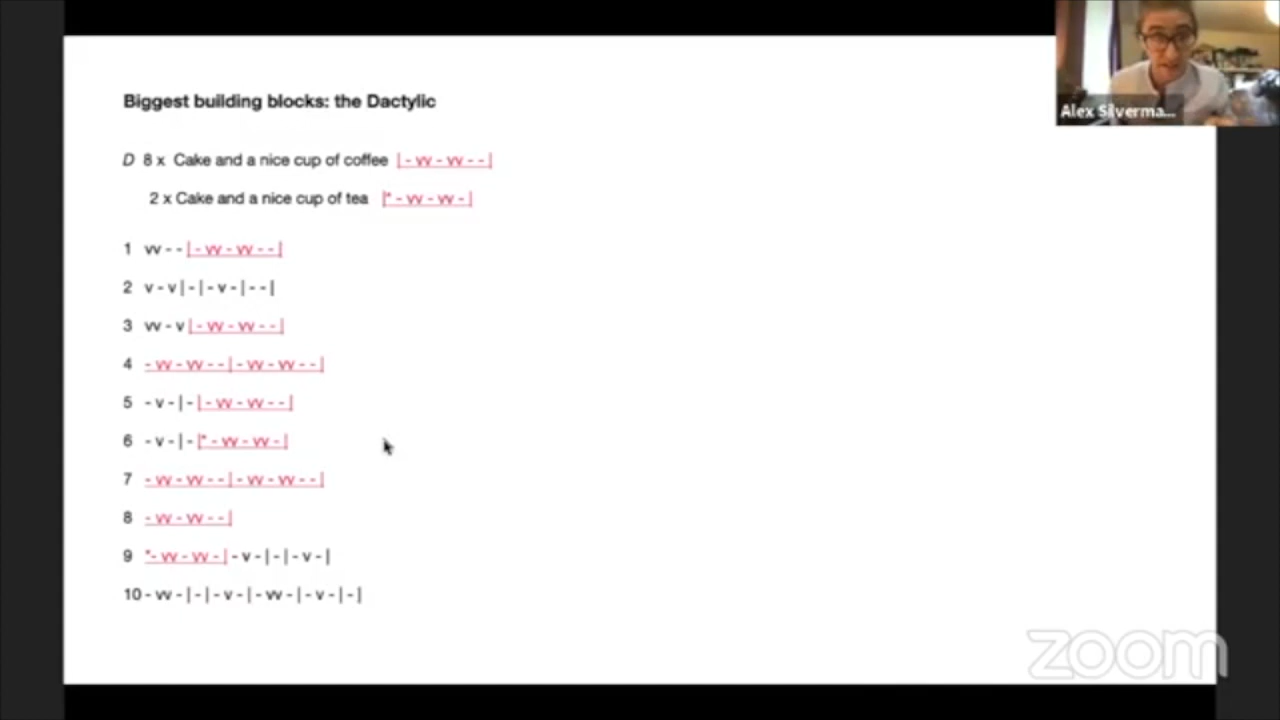 Biggest building blocks: the Dactylic
Alex Silverma...
D 8 x Cake and a nice cup of coffee |- vv - vv - -|
2 x Cake and a nice cup of tea |* - vv - vv -|
1 vv - -|- vv - vv - -|
2 v - v|-|- v -|- -|
3 vv - v|- vv - vv - -|
4 - vv - vv - -|- vv - vv - -|
5 - v -|-|- vv - vv - -|
6 - v -|-|* - vv - vv -|
7 - vv - vv - -|- vv - vv - -|
8 - vv - vv - -|
9 *- vv - vv -|- v -|-|- v -|
10 - vv -|-|- v -|- vv -|- v -|-|
zoom